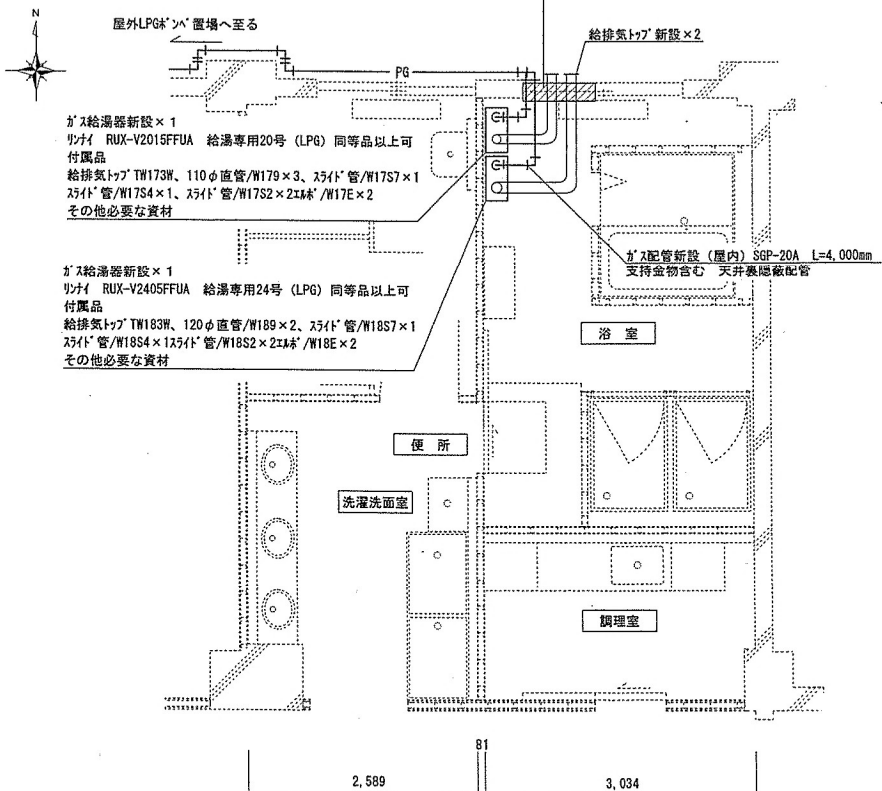 N
屋外LPGﾎﾞﾝﾍﾞ置場へ至る
給排気ﾄｯﾌﾟ新設×2
PG
ｶﾞｽ給湯器新設×1
ﾘﾝﾅｲ RUX-V2015FFUA 給湯専用20号 (LPG) 同等品以上可
付属品
給排気ﾄｯﾌﾟTW173W、110φ直管/W179×3、ｽﾗｲﾄﾞ管/W17S7×1
ｽﾗｲﾄﾞ管/W17S4×1、ｽﾗｲﾄﾞ管/W17S2×2ｴﾙﾎﾞ/W17E×2
その他必要な資材
ｶﾞｽ配管新設 (屋内) SGP-20A L=4,000mm
支持金物含む 天井裏隠蔽配管
ｶﾞｽ給湯器新設×1
ﾘﾝﾅｲ RUX-V2405FFUA 給湯専用24号 (LPG) 同等品以上可
付属品
給排気ﾄｯﾌﾟTW183W、120φ直管/W189×2、ｽﾗｲﾄﾞ管/W18S7×1
ｽﾗｲﾄﾞ管/W18S4×1ｽﾗｲﾄﾞ管/W18S2×2ｴﾙﾎﾞ/W18E×2
その他必要な資材
浴室
便所
洗濯洗面室
調理室
81
2,589
3,034